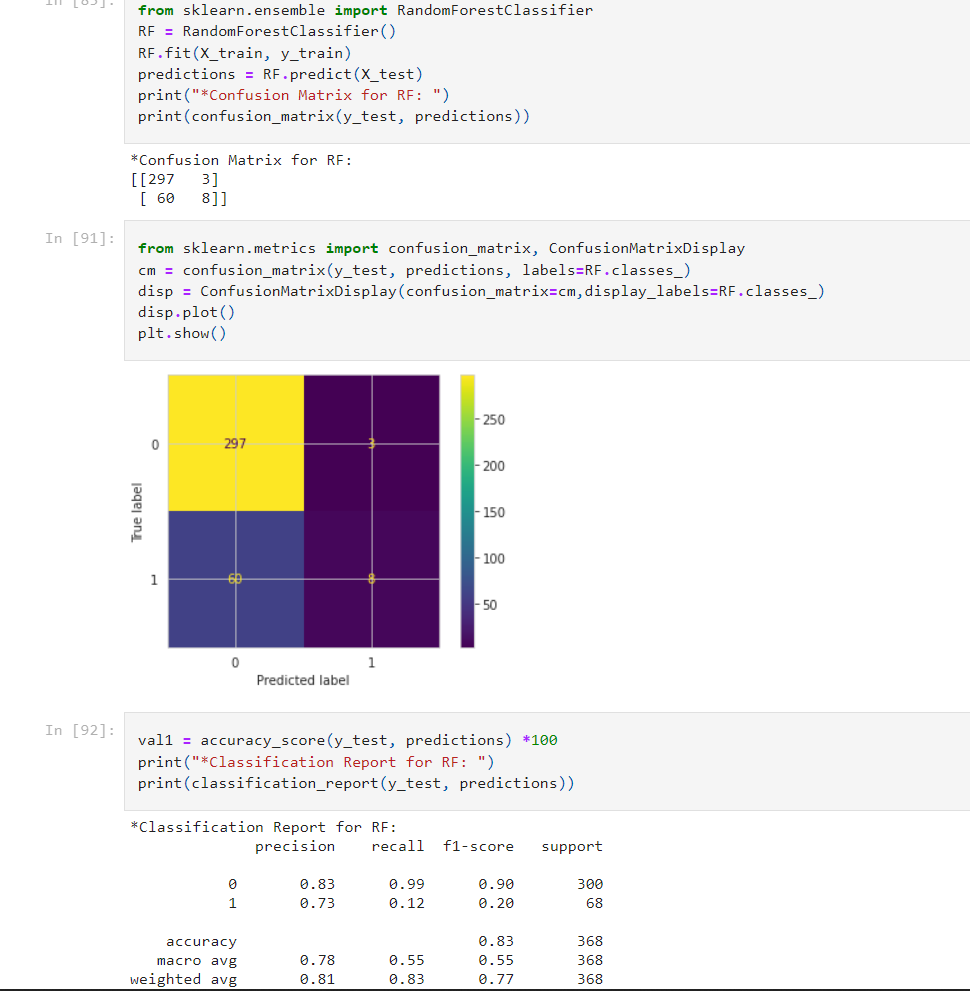 In [85]:
from sklearn.ensemble import RandomForestClassifier
RF = RandomForestClassifier()
RF.fit(X_train, y_train)
predictions = RF.predict(X_test)
print("*Confusion Matrix for RF: ")
print(confusion_matrix(y_test, predictions))
*Confusion Matrix for RF:
[[297   3]
 [ 60   8]]
In [91]:
from sklearn.metrics import confusion_matrix, ConfusionMatrixDisplay
cm = confusion_matrix(y_test, predictions, labels=RF.classes_)
disp = ConfusionMatrixDisplay(confusion_matrix=cm,display_labels=RF.classes_)
disp.plot()
plt.show()
250
0 297 3
200
True label
150
100
1 60 8
50
0 1
Predicted label
In [92]:
val1 = accuracy_score(y_test, predictions) *100
print("*Classification Report for RF: ")
print(classification_report(y_test, predictions))
*Classification Report for RF:
precision recall f1-score support
0 0.83 0.99 0.90 300
1 0.73 0.12 0.20 68
accuracy 0.83 368
macro avg 0.78 0.55 0.55 368
weighted avg 0.81 0.83 0.77 368